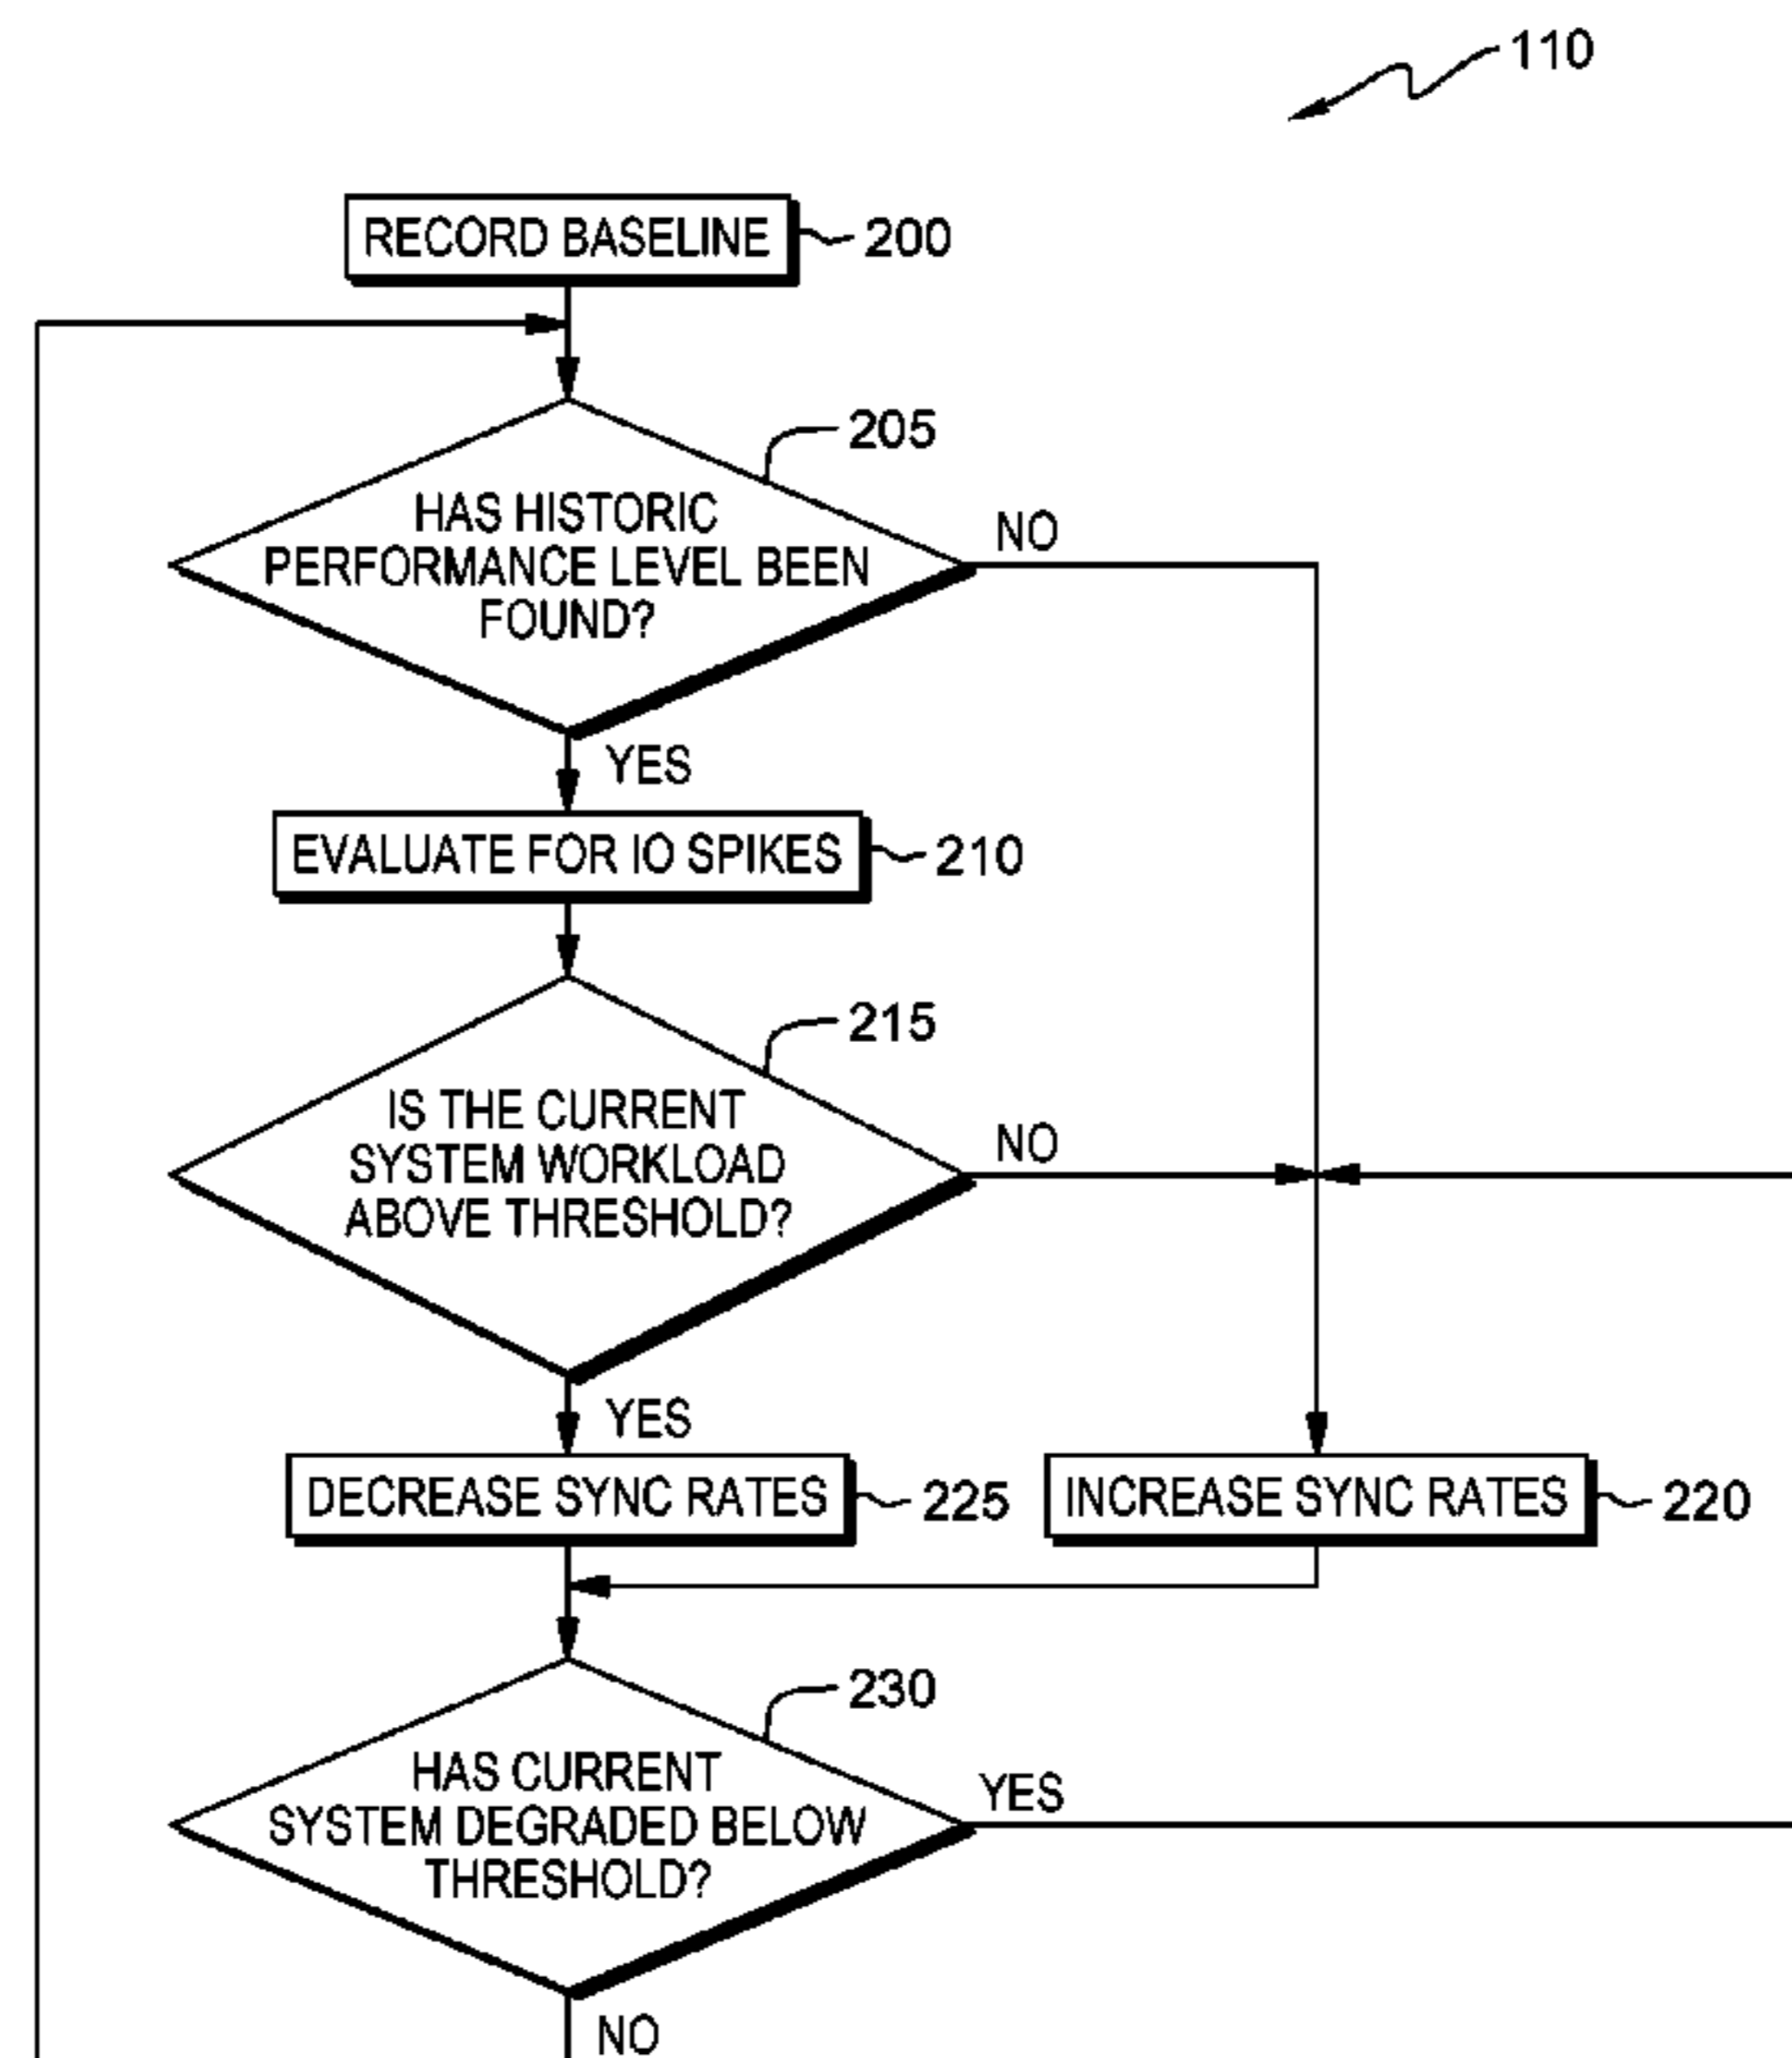 110
RECORD BASELINE
200
205
HAS HISTORIC
PERFORMANCE LEVEL BEEN
FOUND?
NO
YES
EVALUATE FOR IO SPIKES
210
215
IS THE CURRENT
SYSTEM WORKLOAD
ABOVE THRESHOLD?
NO
YES
DECREASE SYNC RATES
225
INCREASE SYNC RATES
220
230
HAS CURRENT
SYSTEM DEGRADED BELOW
THRESHOLD?
YES
NO